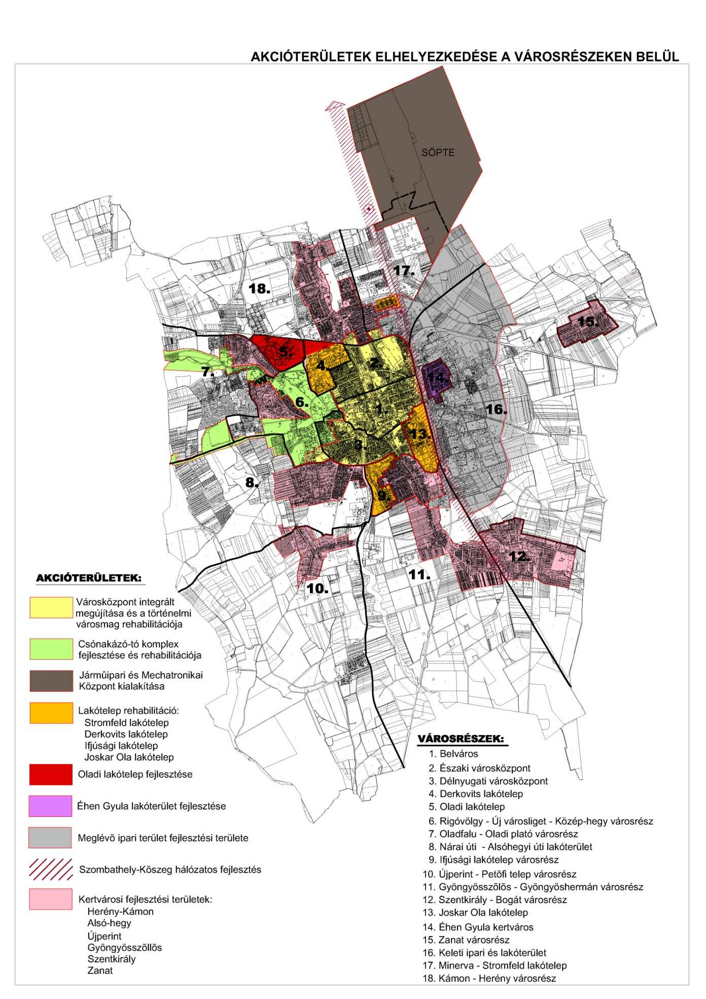 AKCIÓTERÜLETEK ELHELYEZKEDÉSE A VÁROSRÉSZEKEN BELÜL
SÖPTE
17.
18.
15.
5.
4.
2.
7.
14.
6.
1.
16.
13.
3.
8.
9.
12.
11.
10.
AKCIÓTERÜLETEK:
Városközpont integrált
megújítása és a történelmi
városmag rehabilitációja
Csónakázó-tó komplex
fejlesztése és rehabilitációja
Jármûipari és Mechatronikai
Központ kialakítása
Lakótelep rehabilitáció:
Stromfeld lakótelep
Derkovits lakótelep
Ifjúsági lakótelep
Joskar Ola lakótelep
Oladi lakótelep fejlesztése
Éhen Gyula lakóterület fejlesztése
Meglévõ ipari terület fejlesztési területe
Szombathely-Kõszeg hálózatos fejlesztés
Kertvárosi fejlesztési területek:
Herény-Kámon
Alsó-hegy
Újperint
Gyöngyösszõllõs
Szentkirály
Zanat
VÁROSRÉSZEK:
1. Belváros
2. Északi városközpont
3. Délnyugati városközpont
4. Derkovits lakótelep
5. Oladi lakótelep
6. Rigóvölgy - Új városliget - Közép-hegy városrész
7. Oladfalu - Oladi plató városrész
8. Nárai úti - Alsóhegyi úti lakóterület
9. Ifjúsági lakótelep városrész
10. Újperint - Petõfi telep városrész
11. Gyöngyösszõlõs - Gyöngyöshermán városrész
12. Szentkirály - Bogát városrész
13. Joskar Ola lakótelep
14. Éhen Gyula kertváros
15. Zanat városrész
16. Keleti ipari és lakóterület
17. Minerva - Stromfeld lakótelep
18. Kámon - Herény városrész